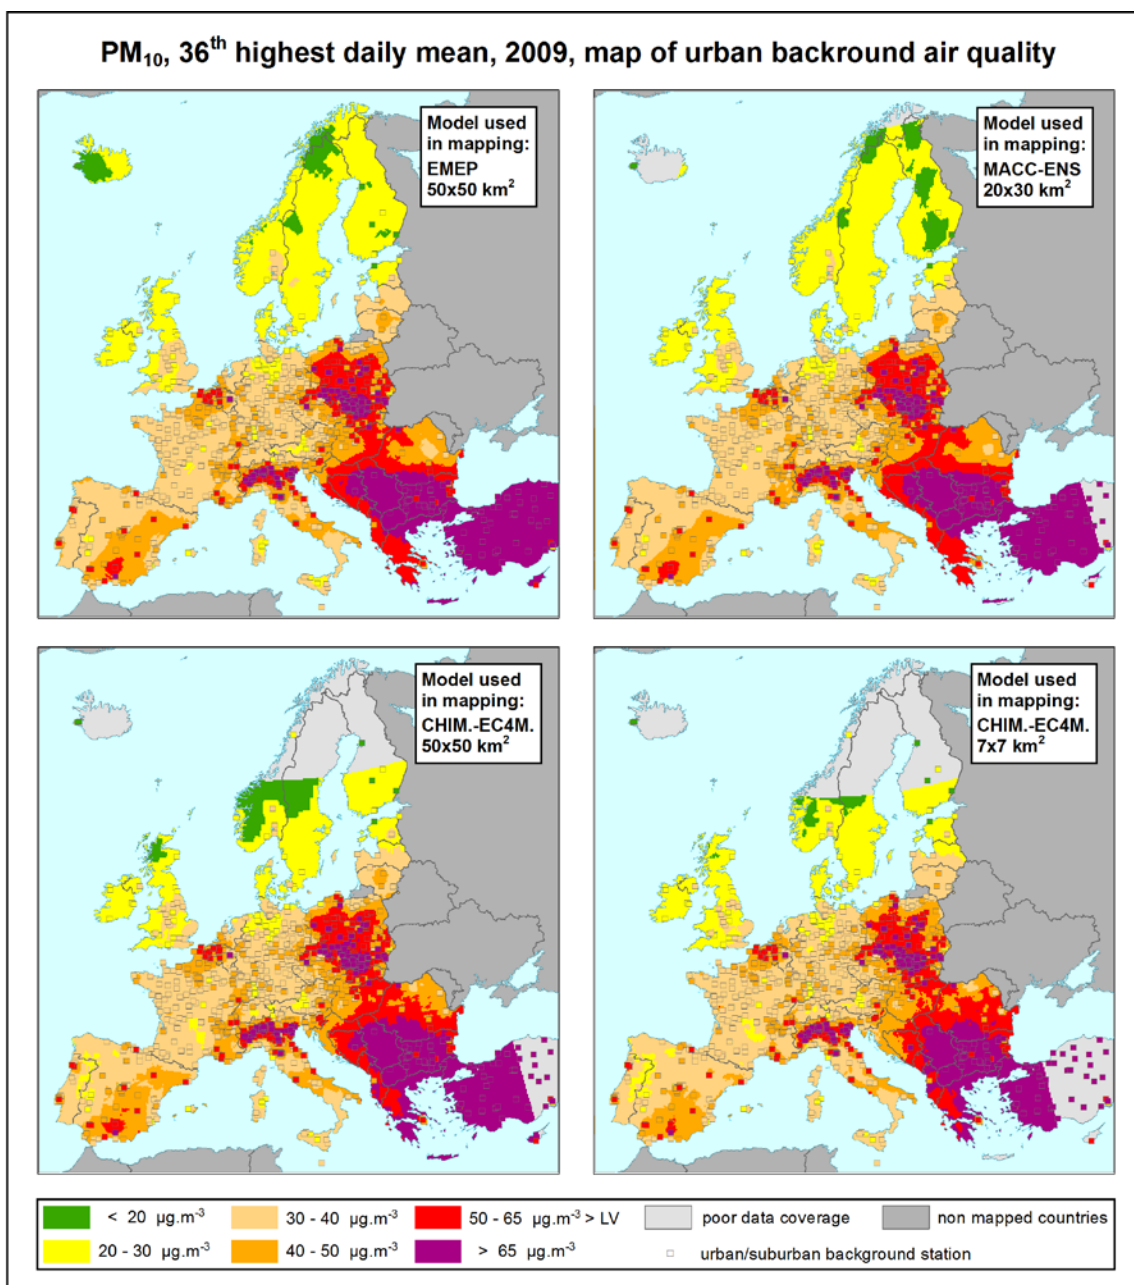 PM10, 36th highest daily mean, 2009, map of urban backround air quality
Model used
in mapping:
EMEP
50x50 km2
Model used
in mapping:
MACC-ENS
20x30 km2
Model used
in mapping:
CHIM.-EC4M.
50x50 km2
Model used
in mapping:
CHIM.-EC4M.
7x7 km2
< 20 µg.m-3
30 - 40 µg.m-3
50 - 65 µg.m-3 > LV
poor data coverage
non mapped countries
20 - 30 µg.m-3
40 - 50 µg.m-3
> 65 µg.m-3
urban/suburban background station